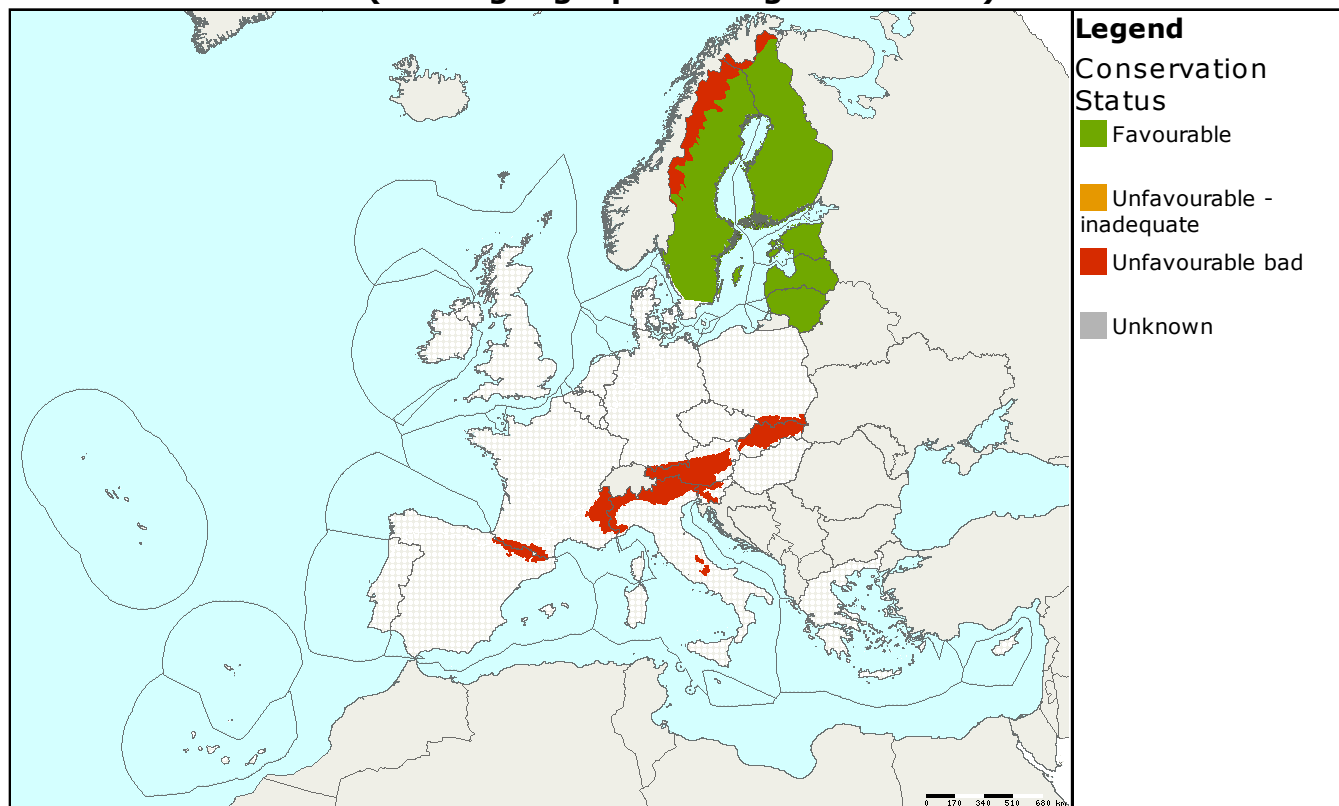 Legend
Conservation
Status
Favourable
Unfavourable -
inadequate
Unfavourable bad
Unknown
0 170 340 510 680 km